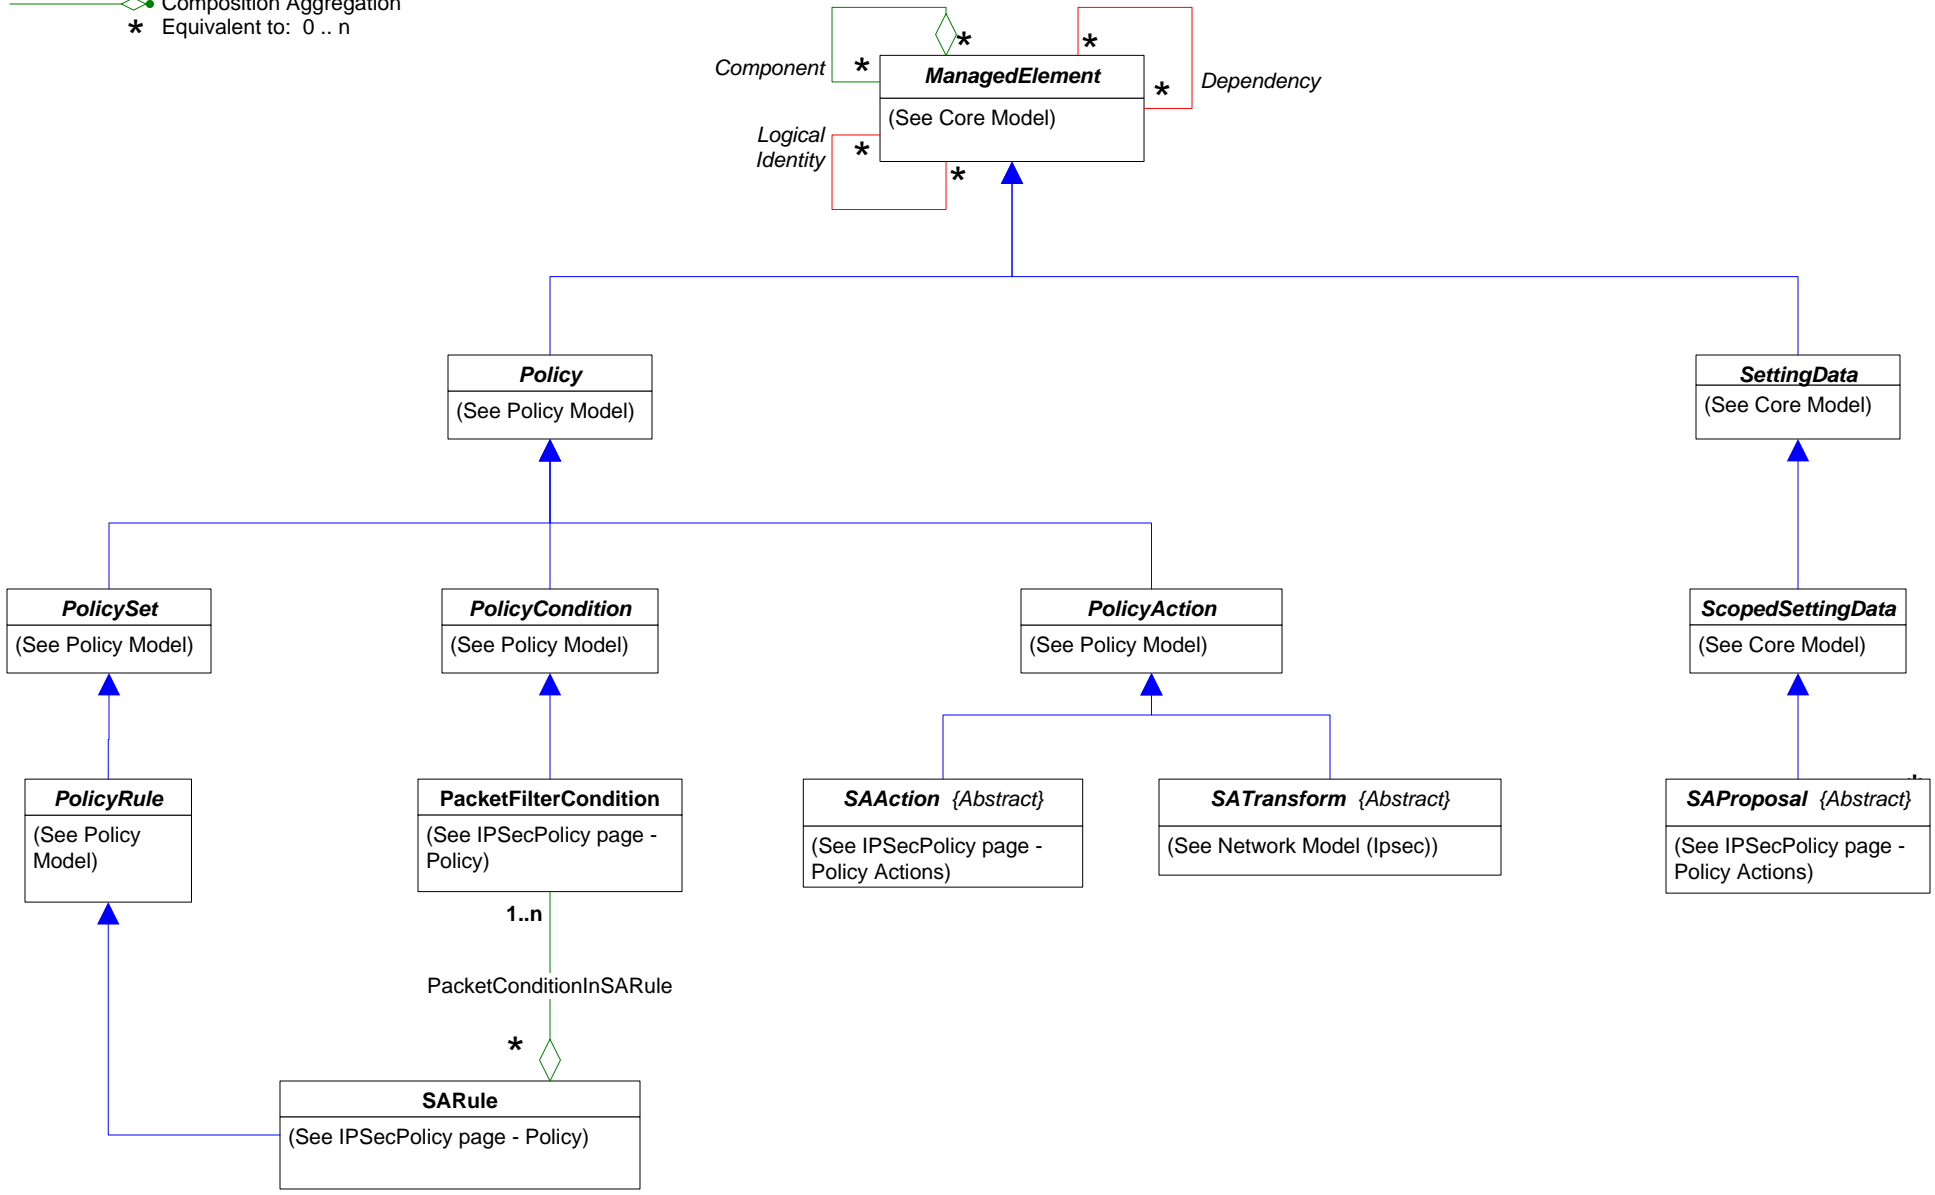 Composition Aggregation
* Equivalent to: 0 .. n
Component
*
*
ManagedElement
(See Core Model)
*
*
Dependency
Logical
Identity
*
*
Policy
(See Policy Model)
SettingData
(See Core Model)
PolicySet
(See Policy Model)
PolicyCondition
(See Policy Model)
PolicyAction
(See Policy Model)
ScopedSettingData
(See Core Model)
PolicyRule
(See Policy
Model)
PacketFilterCondition
(See IPSecPolicy page -
Policy)
SAAction {Abstract}
(See IPSecPolicy page -
Policy Actions)
SATransform {Abstract}
(See Network Model (Ipsec))
*
SAProposal {Abstract}
(See IPSecPolicy page -
Policy Actions)
1..n
PacketConditionInSARule
*
SARule
(See IPSecPolicy page - Policy)